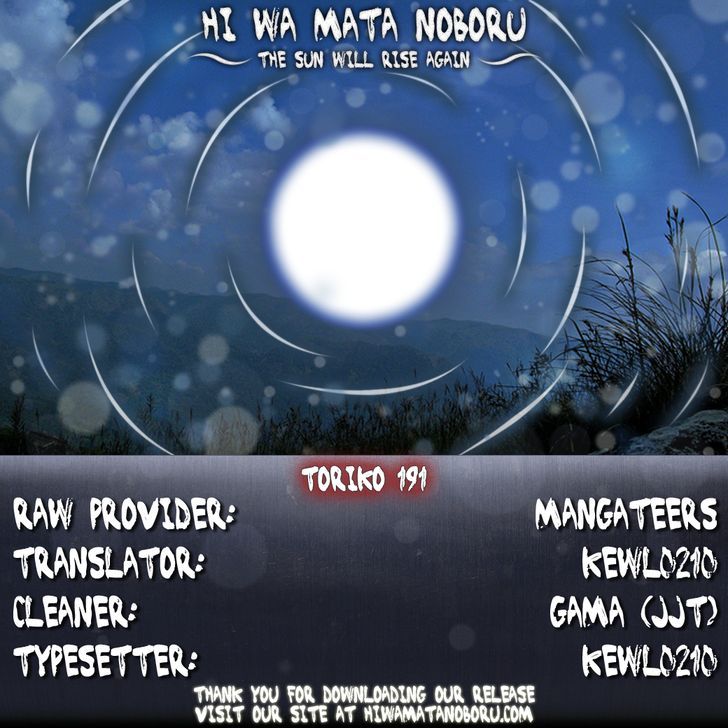 HI WA MATA NOBORU
THE SUN WILL RISE AGAIN
TORIKO 191
RAW PROVIDER: MANGATEERS
TRANSLATOR: KEWL0210
CLEANER: GAMA (JJT)
TYPESETTER: KEWL0210
THANK YOU FOR DOWNLOADING OUR RELEASE
VISIT OUR SITE AT HIWAMATANOBORU.COM